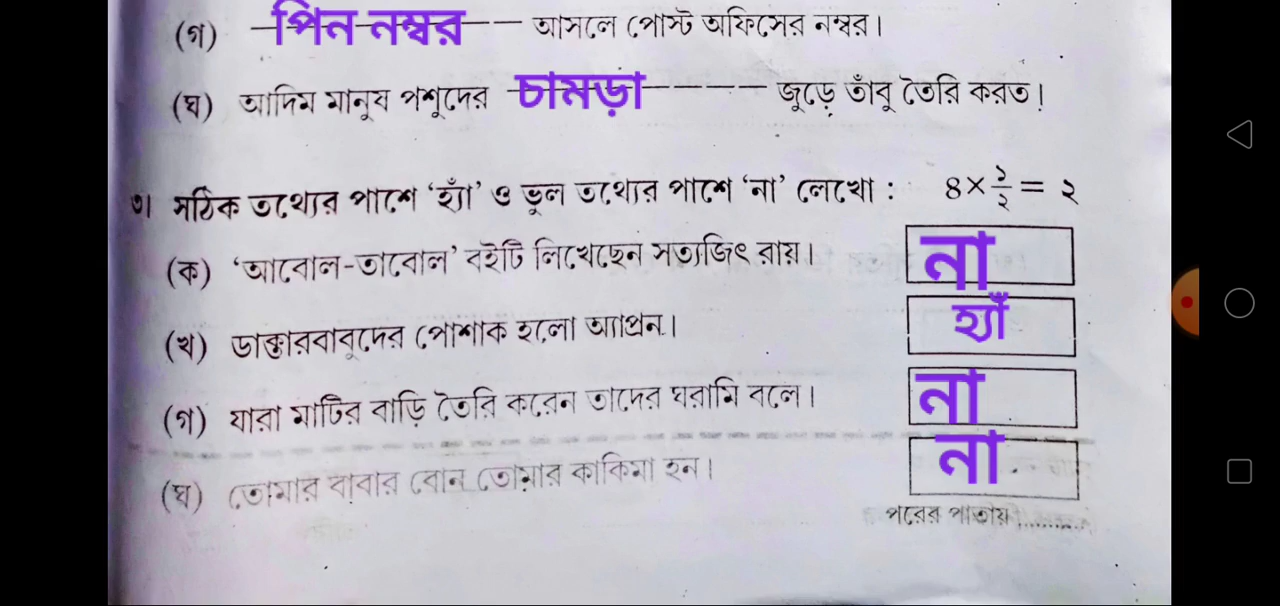 (গ) পিন নম্বর আসলে পোস্ট অফিসের নম্বর।
(ঘ) আদিম মানুষ পশুদের চামড়া জুড়ে তাঁবু তৈরি করত।
৩। সঠিক তথ্যের পাশে ‘হ্যাঁ’ ও ভুল তথ্যের পাশে ‘না’ লেখো : ৪×১/২= ২
(ক) ‘আবোল-তাবোল’ বইটি লিখেছেন সত্যজিৎ রায়। না
(খ) ডাক্তারবাবুদের পোশাক হলো অ্যাপ্রন। হ্যাঁ
(গ) যারা মাটির বাড়ি তৈরি করেন তাদের ঘরামি বলে। না
(ঘ) তোমার বাবার বোন তোমার কাকিমা হন। না
পরের পাতায়.........